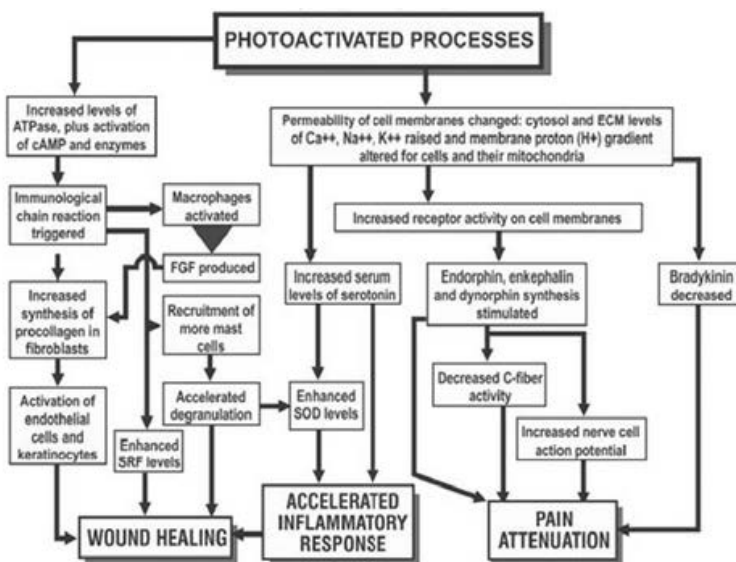 PHOTOACTIVATED PROCESSES
Increased levels of
ATPase, plus activation
of cAMP and enzymes
Permeability of cell membranes changed: cytosol and ECM levels
of Ca++, Na++, K++ raised and membrane proton (H+) gradient
altered for cells and their mitochondria
Immunological
chain reaction
triggered
Macrophages
activated
Increased receptor activity on cell membranes
FGF produced
Increased serum
levels of serotonin
Endorphin, enkephalin
and dynorphin synthesis
stimulated
Bradykinin
decreased
Increased
synthesis of
procollagen in
fibroblasts
Recruitment of
more mast
cells
Decreased C-fiber
activity
Activation of
endothelial
cells and
keratinocytes
Accelerated
degranulation
Enhanced
SOD levels
Enhanced
SRF levels
Increased nerve cell
action potential
WOUND HEALING
ACCELERATED
INFLAMMATORY
RESPONSE
PAIN
ATTENUATION